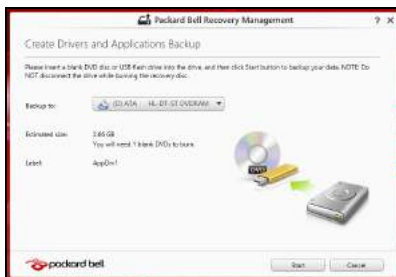 Packard Bell Recovery Management ? ×
Create Drivers and Applications Backup
Please insert a blank DVD disc or USB flash drive into the drive, and then click Start button to backup your data. NOTE: Do
NOT disconnect the drive while burning the recovery disc.
Backup to: (D) ATA HL-DT-ST DVDRAM
Estimated size: 2.86 GB
You will need 1 blank DVDs to burn.
Label: AppDrv1
DVD
packard bell
Start Cancel